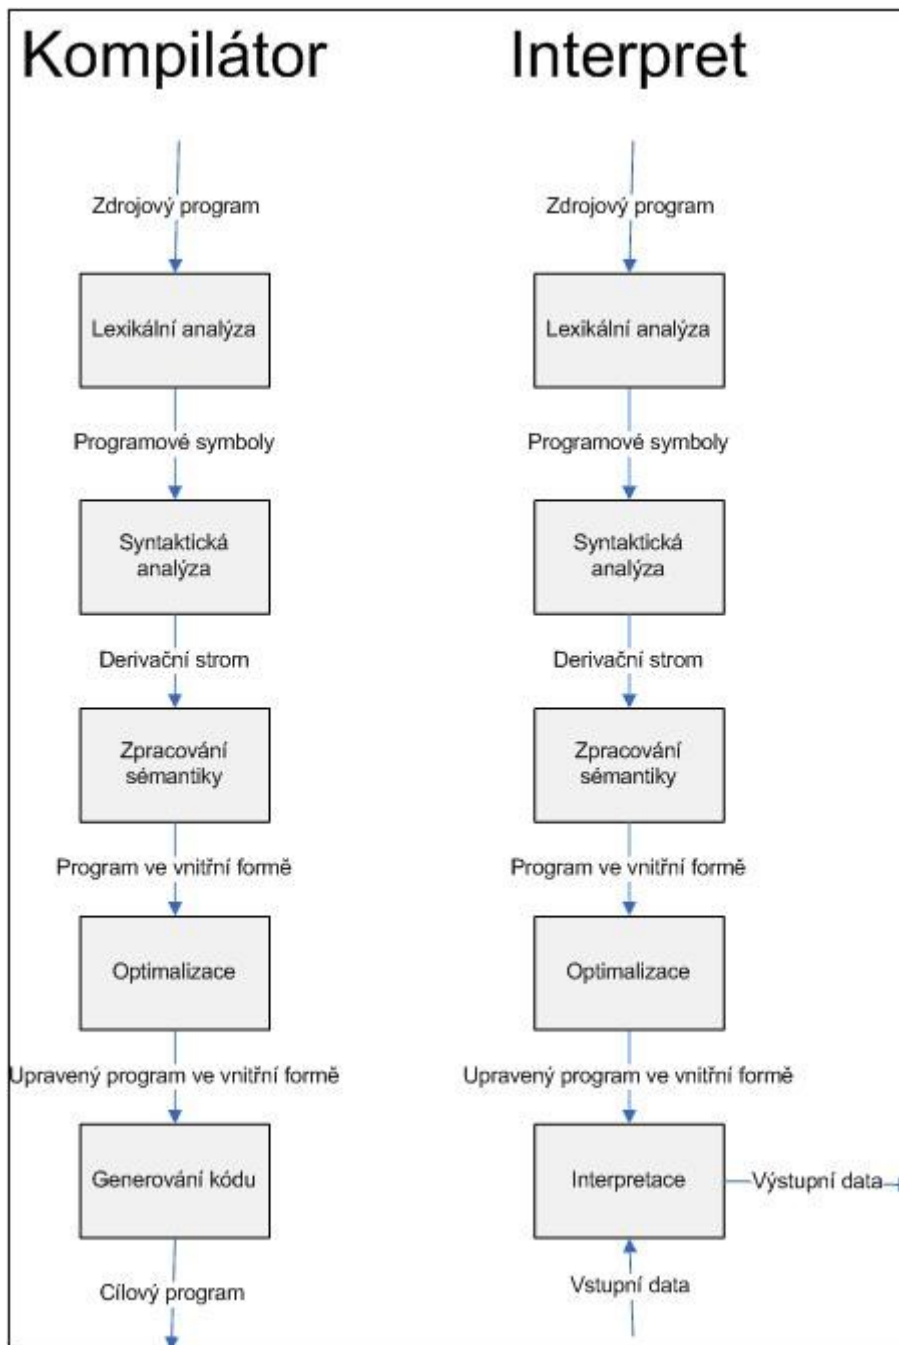 Kompilátor
Zdrojový program
Lexikální analýza
Programové symboly
Syntaktická
analýza
Derivační strom
Zpracování
sémantiky
Program ve vnitřní formě
Optimalizace
Upravený program ve vnitřní formě
Generování kódu
Cílový program
Interpret
Zdrojový program
Lexikální analýza
Programové symboly
Syntaktická
analýza
Derivační strom
Zpracování
sémantiky
Program ve vnitřní formě
Optimalizace
Upravený program ve vnitřní formě
Interpretace
Výstupní data
Vstupní data